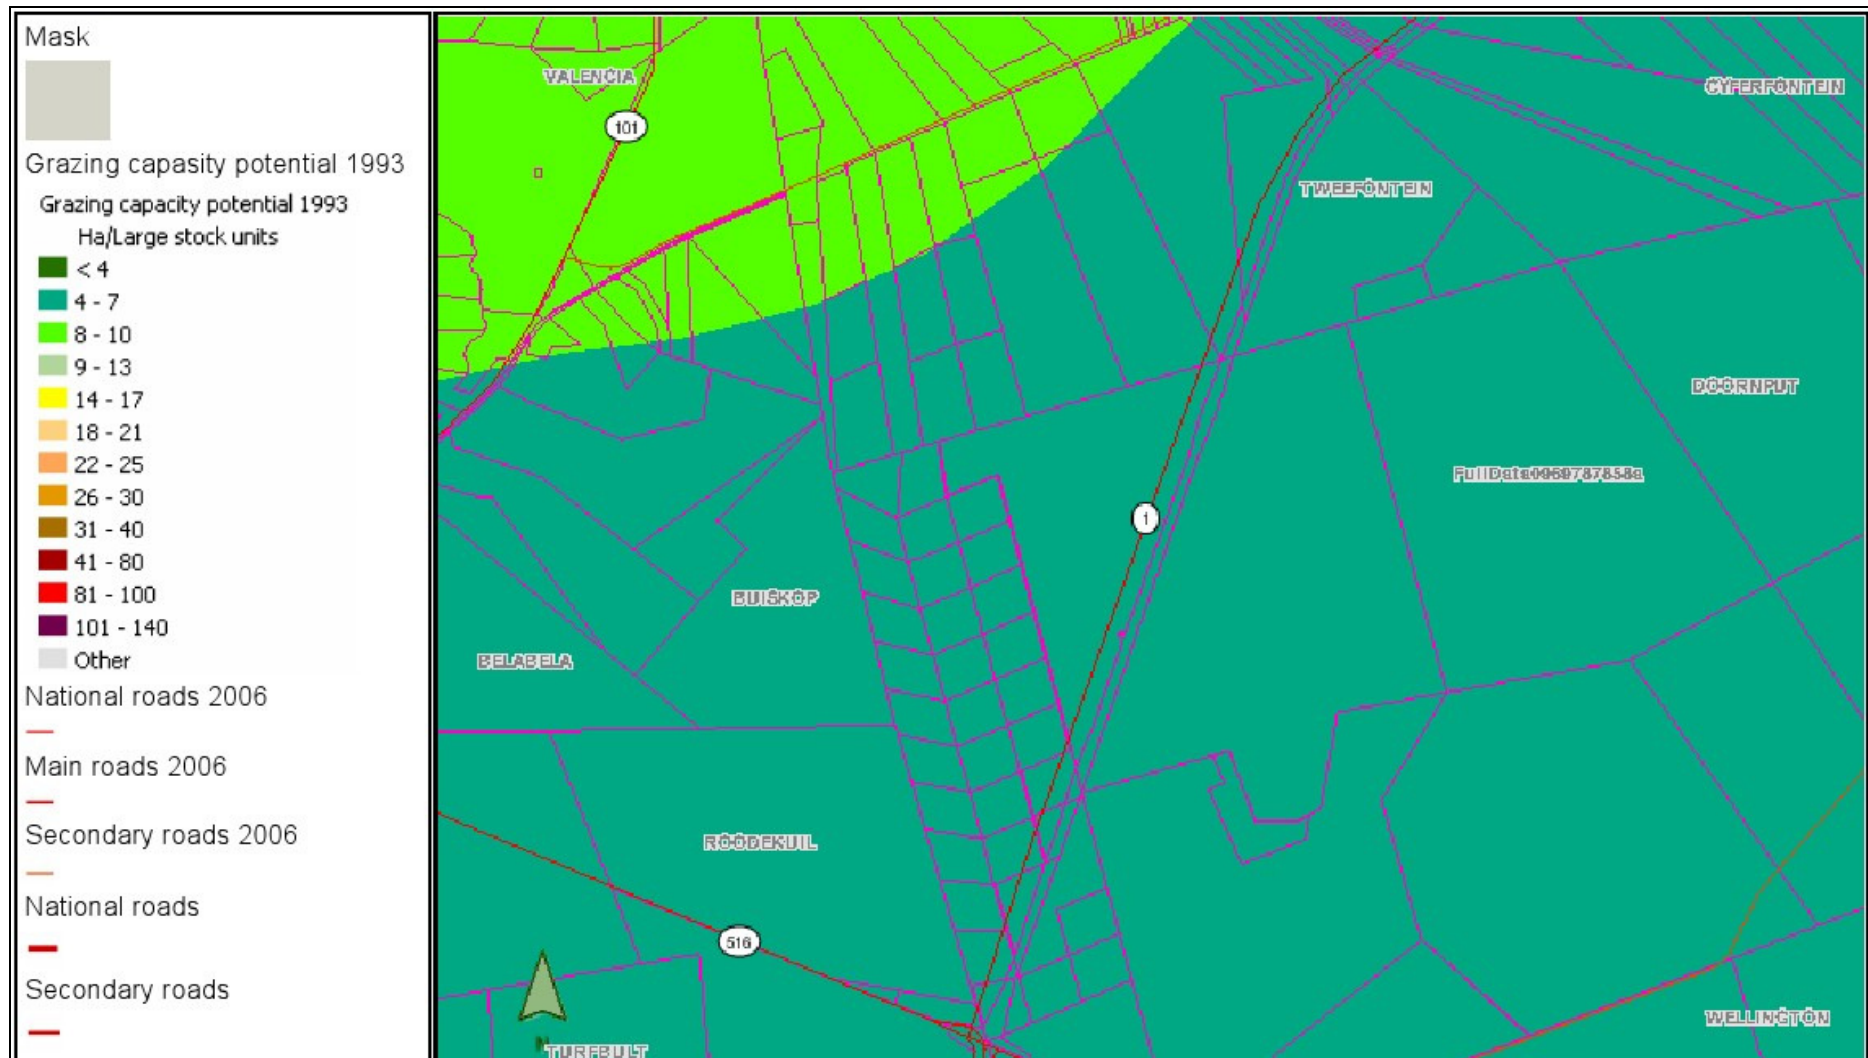 Mask
Grazing capasity potential 1993
Grazing capacity potential 1993
Ha/Large stock units
< 4
4 - 7
8 - 10
9 - 13
14 - 17
18 - 21
22 - 25
26 - 30
31 - 40
41 - 80
81 - 100
101 - 140
Other
National roads 2006
Main roads 2006
Secondary roads 2006
National roads
Secondary roads
VALENCIA
CYFERFONTEIN
101
TWEEFONTEIN
DOORNPUT
FullData0969787858a
1
BUISKOP
BELABELA
ROODEKUIL
516
WELLINGTON
N
TURFBULT